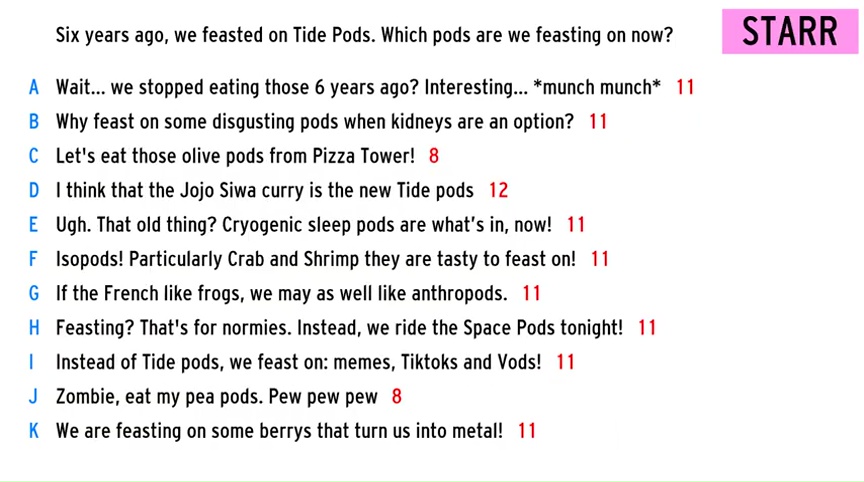 Six years ago, we feasted on Tide Pods. Which pods are we feasting on now?
STARR
A Wait... we stopped eating those 6 years ago? Interesting... *munch munch* 11
B Why feast on some disgusting pods when kidneys are an option? 11
C Let's eat those olive pods from Pizza Tower! 8
D I think that the Jojo Siwa curry is the new Tide pods 12
E Ugh. That old thing? Cryogenic sleep pods are what's in, now! 11
F Isopods! Particularly Crab and Shrimp they are tasty to feast on! 11
G If the French like frogs, we may as well like anthropods. 11
H Feasting? That's for normies. Instead, we ride the Space Pods tonight! 11
I Instead of Tide pods, we feast on: memes, Tiktoks and Vods! 11
J Zombie, eat my pea pods. Pew pew pew 8
K We are feasting on some berrys that turn us into metal! 11